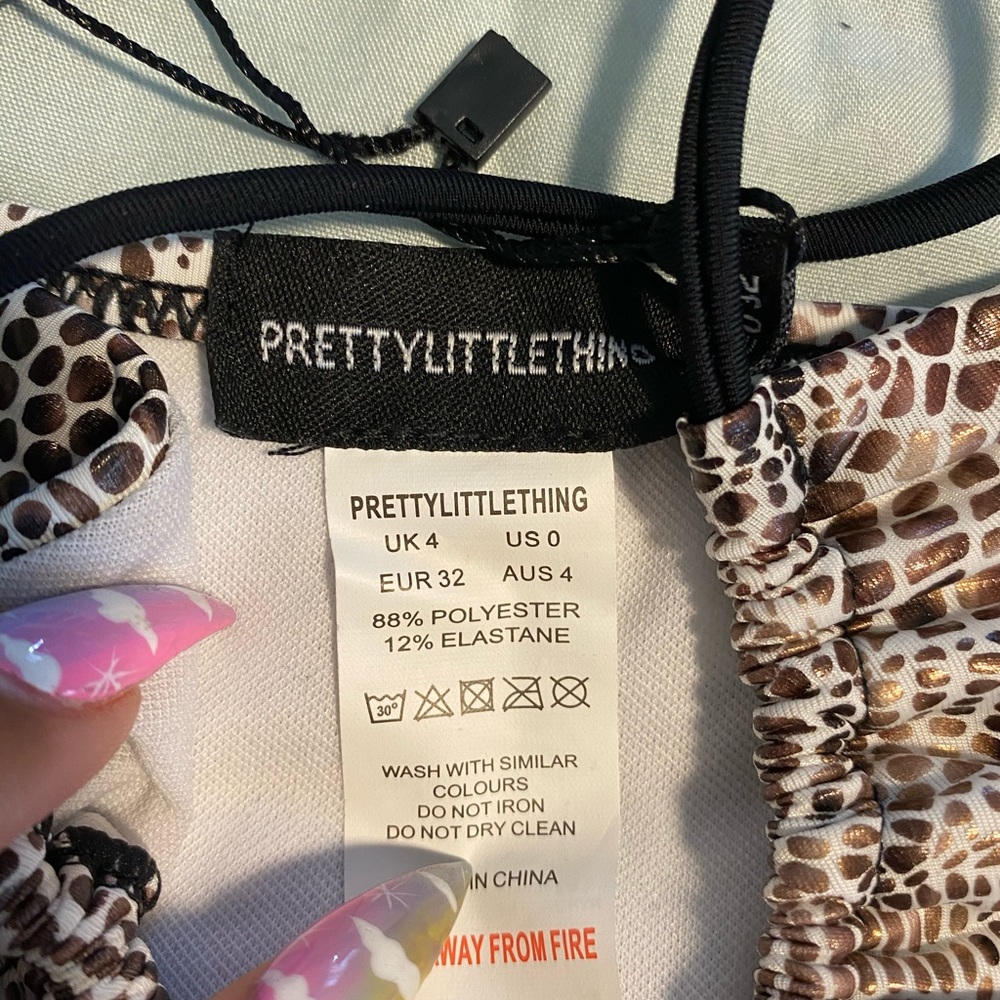 PRETTYLITTLETHING
PRETTYLITTLETHING
UK 4 US 0
EUR 32 AUS 4
88% POLYESTER
12% ELASTANE
30°
WASH WITH SIMILAR
COLOURS
DO NOT IRON
DO NOT DRY CLEAN
IN CHINA
FROM FIRE